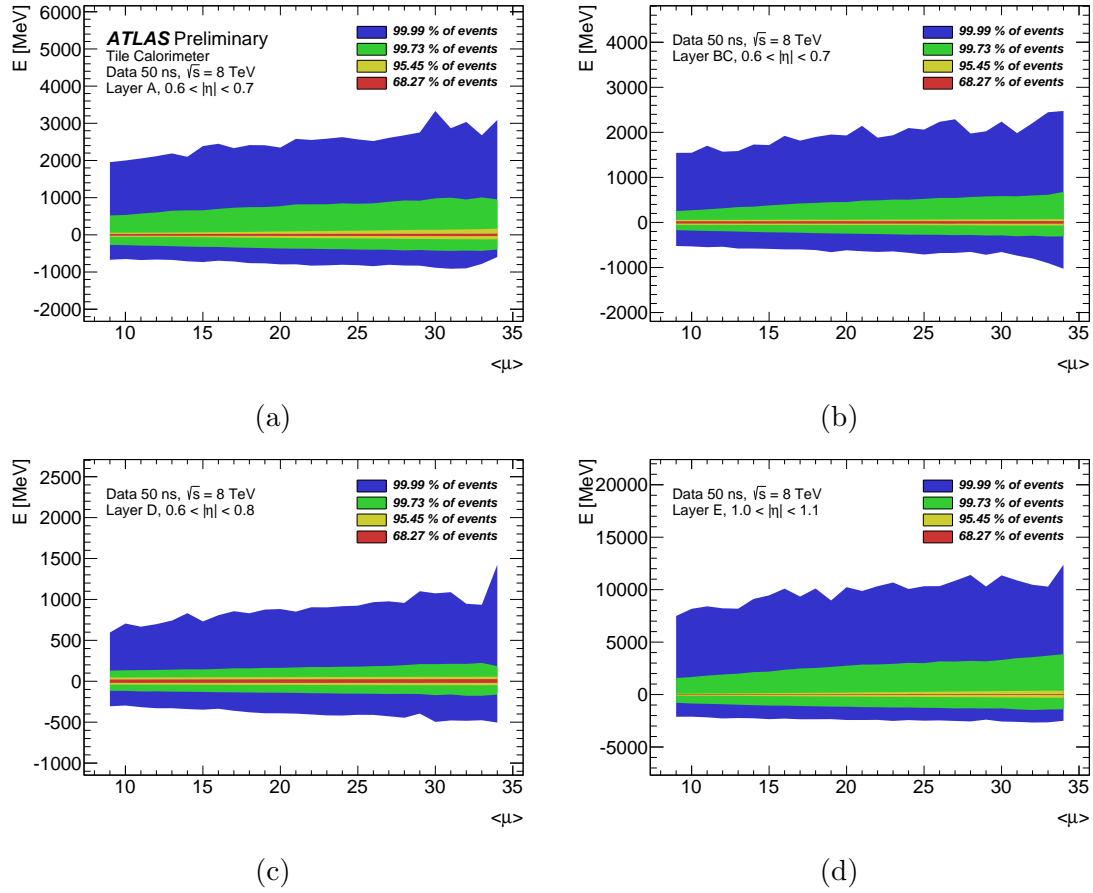 E [MeV]
6000
5000
4000
3000
2000
1000
0
-1000
-2000
ATLAS Preliminary
Tile Calorimeter
Data 50 ns, √s = 8 TeV
Layer A, 0.6 < |η| < 0.7
99.99 % of events
99.73 % of events
95.45 % of events
68.27 % of events
10 15 20 25 30 35
<μ>
(a)
E [MeV]
4000
3000
2000
1000
0
-1000
-2000
Data 50 ns, √s = 8 TeV
Layer BC, 0.6 < |η| < 0.7
99.99 % of events
99.73 % of events
95.45 % of events
68.27 % of events
10 15 20 25 30 35
<μ>
(b)
E [MeV]
2500
2000
1500
1000
500
0
-500
-1000
Data 50 ns, √s = 8 TeV
Layer D, 0.6 < |η| < 0.8
99.99 % of events
99.73 % of events
95.45 % of events
68.27 % of events
10 15 20 25 30 35
<μ>
(c)
E [MeV]
20000
15000
10000
5000
0
-5000
Data 50 ns, √s = 8 TeV
Layer E, 1.0 < |η| < 1.1
99.99 % of events
99.73 % of events
95.45 % of events
68.27 % of events
10 15 20 25 30 35
<μ>
(d)